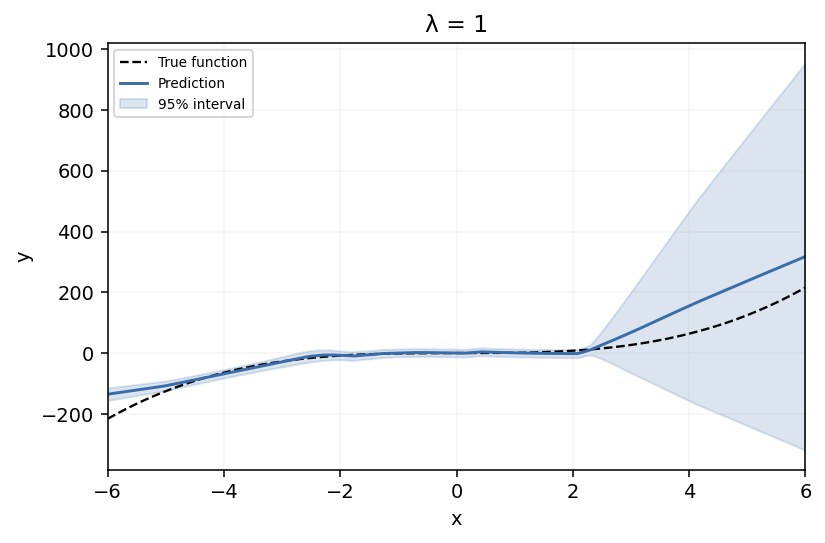 λ = 1
True function
Prediction
95% interval
1000
800
600
400
200
0
−200
y
−6
−4
−2
0
2
4
6
x